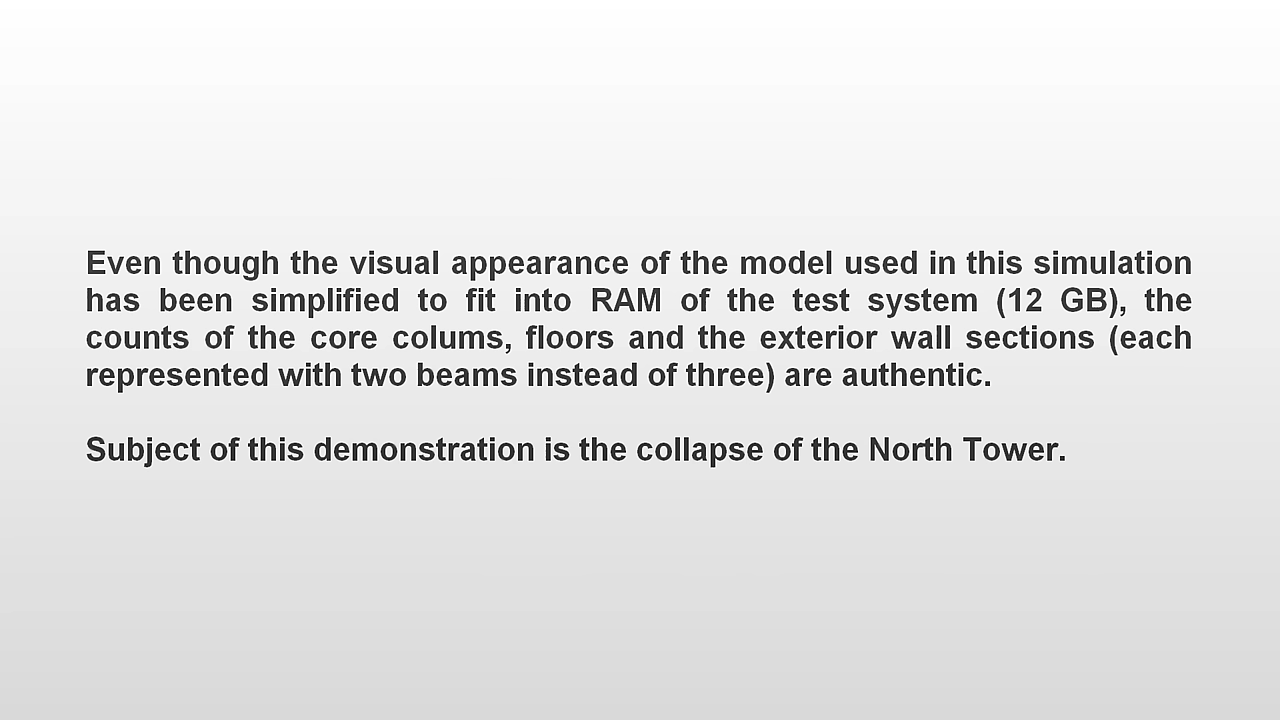 Even though the visual appearance of the model used in this simulation
has been simplified to fit into RAM of the test system (12 GB), the
counts of the core colums, floors and the exterior wall sections (each
represented with two beams instead of three) are authentic.
Subject of this demonstration is the collapse of the North Tower.